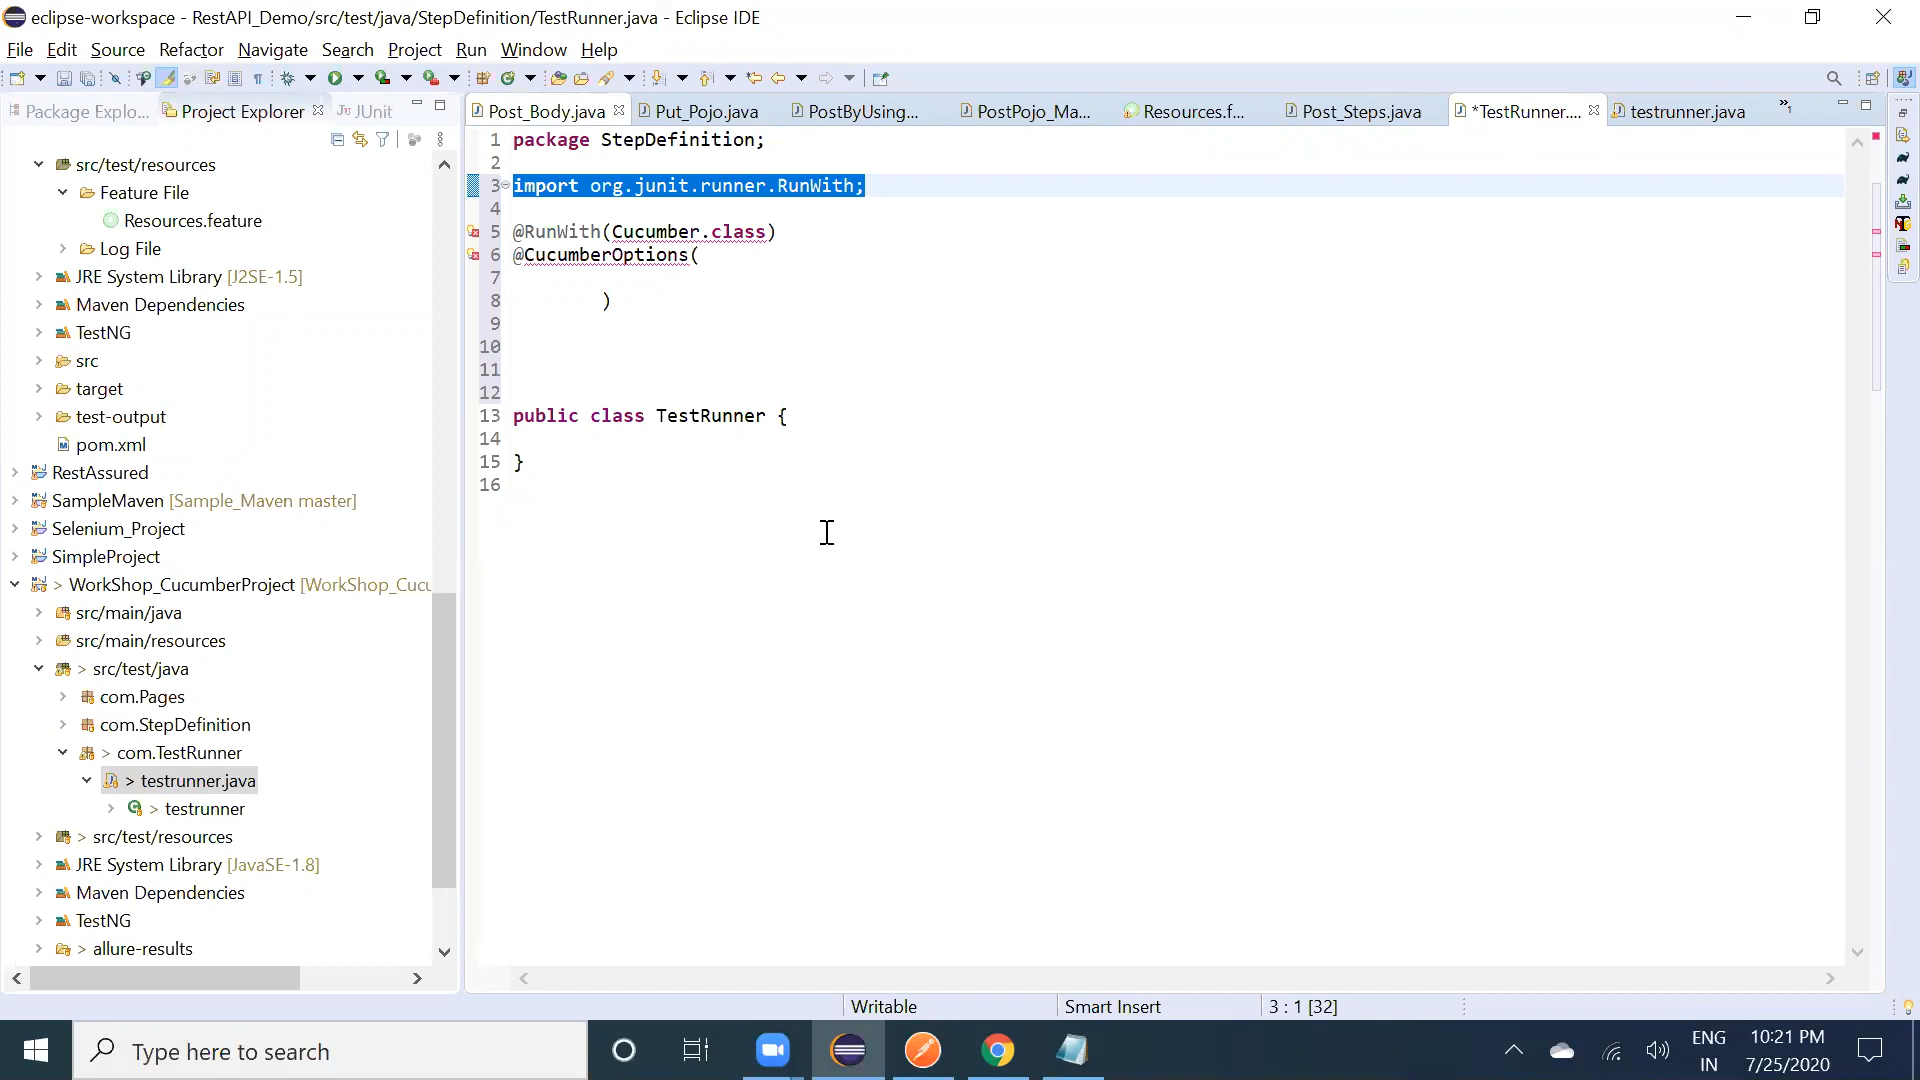 eclipse-workspace - RestAPI_Demo/src/test/java/StepDefinition/TestRunner.java - Eclipse IDE
File Edit Source Refactor Navigate Search Project Run Window Help
Package Explo... Project Explorer JUnit
Post_Body.java Put_Pojo.java PostByUsing... PostPojo_Ma... Resources.f... Post_Steps.java *TestRunner.... testrunner.java »1
src/test/resources
Feature File
Resources.feature
Log File
JRE System Library [J2SE-1.5]
Maven Dependencies
TestNG
src
target
test-output
pom.xml
RestAssured
SampleMaven [Sample_Maven master]
Selenium_Project
SimpleProject
> WorkShop_CucumberProject [WorkShop_Cucu
src/main/java
src/main/resources
> src/test/java
com.Pages
com.StepDefinition
> com.TestRunner
> testrunner.java
> testrunner
> src/test/resources
JRE System Library [JavaSE-1.8]
Maven Dependencies
TestNG
> allure-results
1 package StepDefinition;
2
3 import org.junit.runner.RunWith;
4
5 @RunWith(Cucumber.class)
6 @CucumberOptions(
7
8 )
9
10
11
12
13 public class TestRunner {
14
15 }
16
Writable Smart Insert 3 : 1 [32]
Type here to search
ENG
IN
10:21 PM
7/25/2020